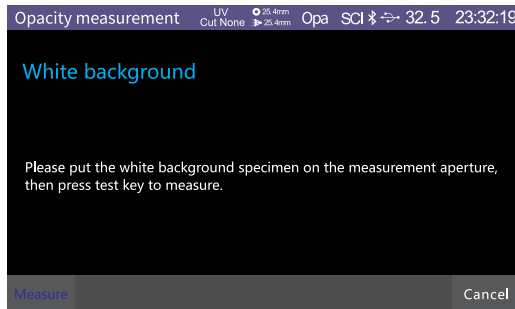 Opacity measurement UV Cut None 25.4mm 25.4mm Opa SCI 32.5 23:32:19
White background
Please put the white background specimen on the measurement aperture,
then press test key to measure.
Measure Cancel